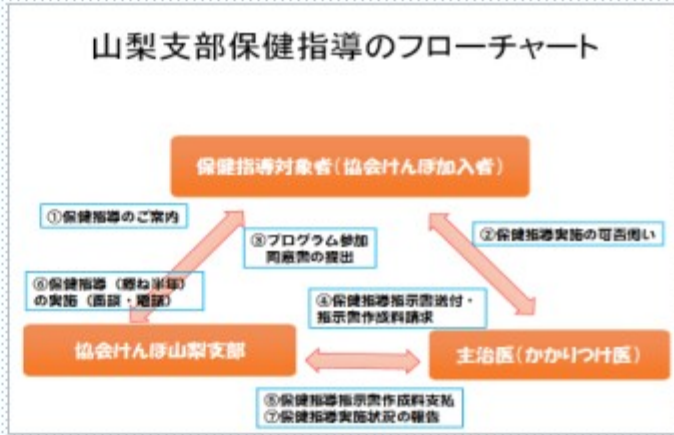 山梨支部保健指導のフローチャート
保健指導対象者(協会けんぽ加入者)
①保健指導のご案内
②保健指導実施の可否伺い
③プログラム参加
同意書の提出
⑥保健指導（概ね半年）
の実施（面談・電話）
④保健指導指示書送付・
指示書作成料請求
協会けんぽ山梨支部
主治医(かかりつけ医)
⑤保健指導指示書作成料支払
⑦保健指導実施状況の報告